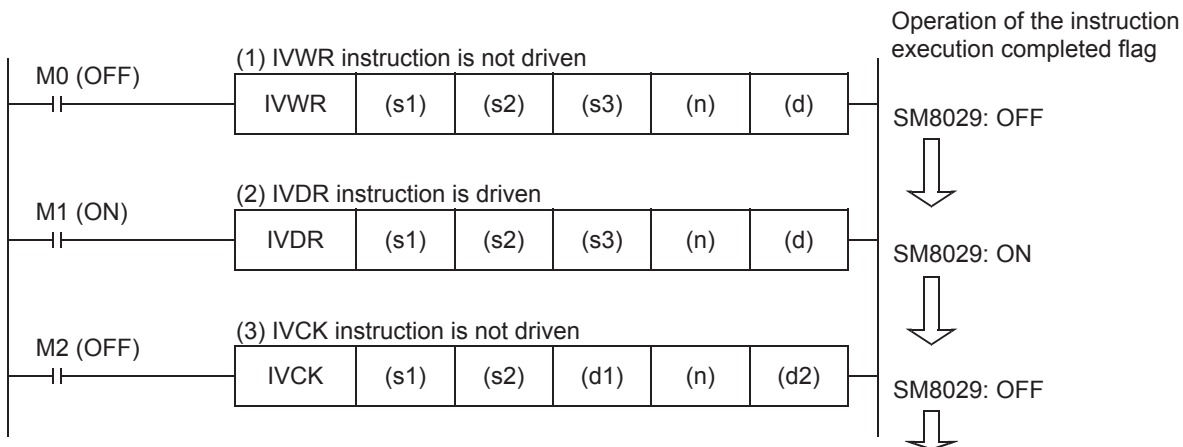 Operation of the instruction
execution completed flag
M0 (OFF)
(1) IVWR instruction is not driven
IVWR (s1) (s2) (s3) (n) (d)
SM8029: OFF
M1 (ON)
(2) IVDR instruction is driven
IVDR (s1) (s2) (s3) (n) (d)
SM8029: ON
M2 (OFF)
(3) IVCK instruction is not driven
IVCK (s1) (s2) (d1) (n) (d2)
SM8029: OFF